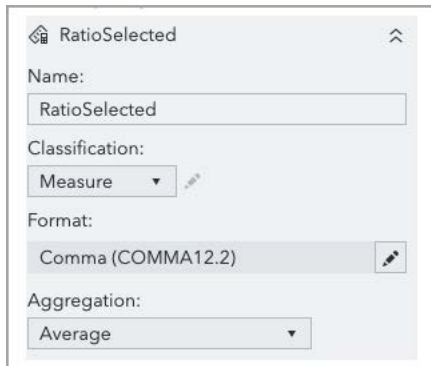 RatioSelected
Name:
RatioSelected
Classification:
Measure
Format:
Comma (COMMA12.2)
Aggregation:
Average